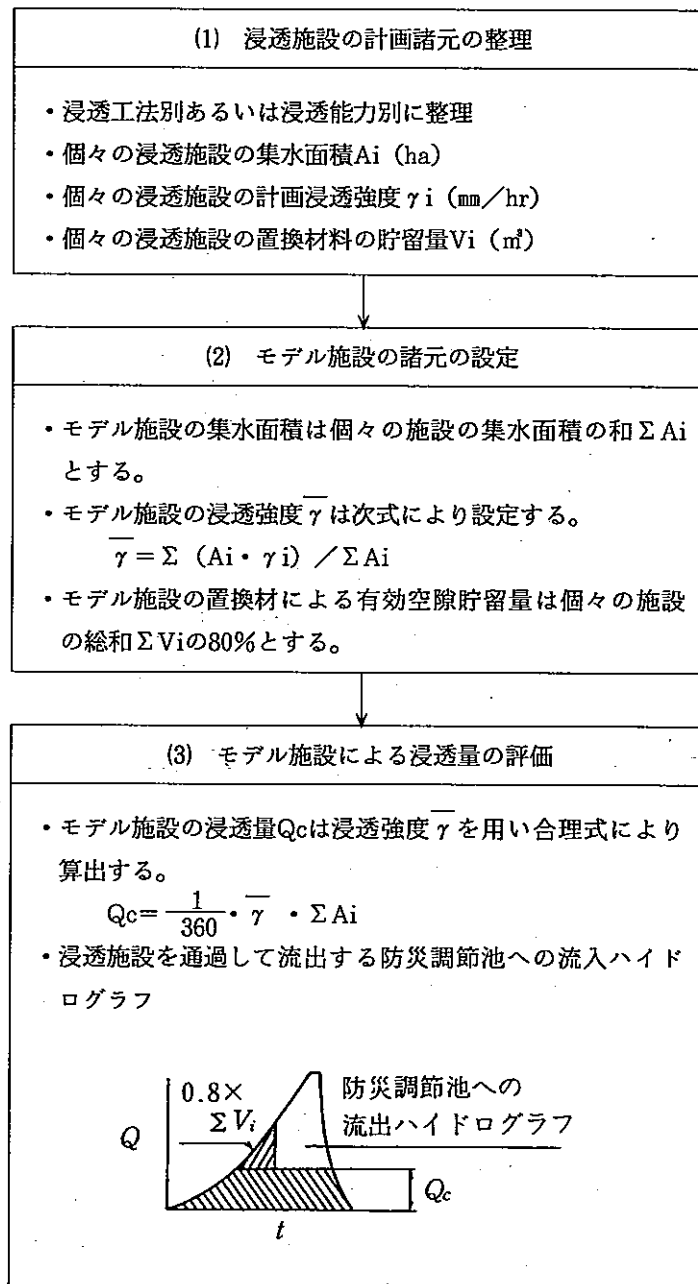 (1) 浸透施設の計画諸元の整理
・浸透工法別あるいは浸透能力別に整理
・個々の浸透施設の集水面積Ai (ha)
・個々の浸透施設の計画浸透強度γi (㎜／hr)
・個々の浸透施設の置換材料の貯留量Vi (㎥)
(2) モデル施設の諸元の設定
・モデル施設の集水面積は個々の施設の集水面積の和ΣAi
とする。
・モデル施設の浸透強度γ̅は次式により設定する。
γ̅＝Σ (Ai・γi) ／ΣAi
・モデル施設の置換材による有効空隙貯留量は個々の施設
の総和ΣViの80％とする。
(3) モデル施設による浸透量の評価
・モデル施設の浸透量Qcは浸透強度γ̅を用い合理式により
算出する。
Qc＝1/360・γ̅・ΣAi
・浸透施設を通過して流出する防災調節池への流入ハイド
ログラフ
0.8×
ΣVi
防災調節池への
流出ハイドログラフ
Q
Qc
t